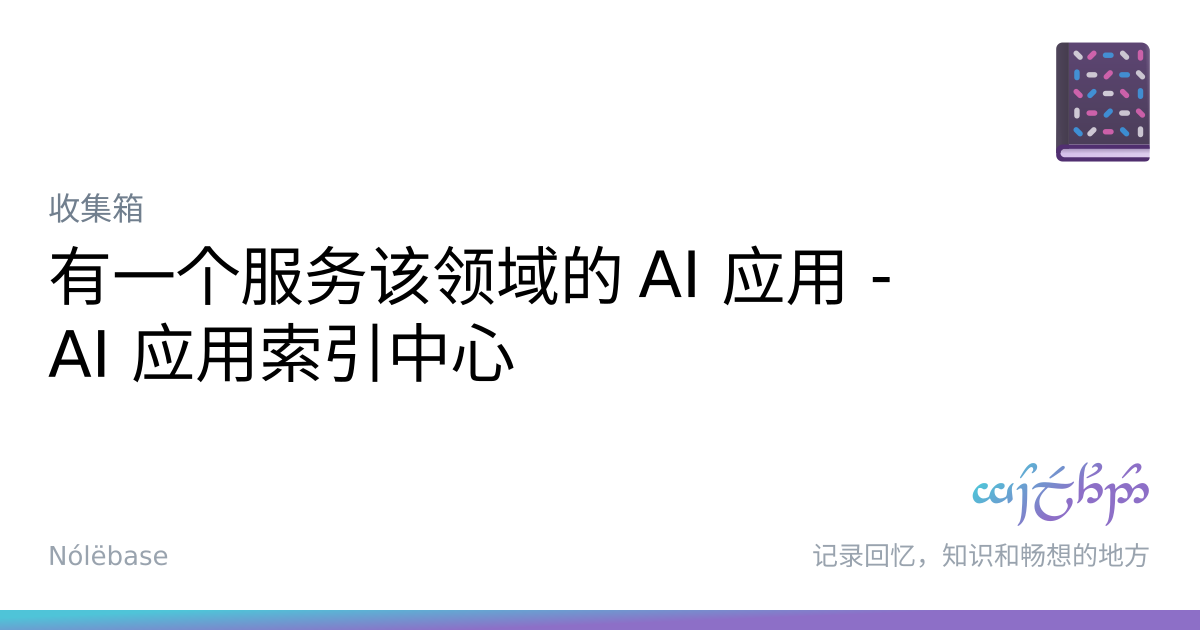 收集箱
有一个服务该领域的 AI 应用 -
AI 应用索引中心
Nólëbase
记录回忆，知识和畅想的地方